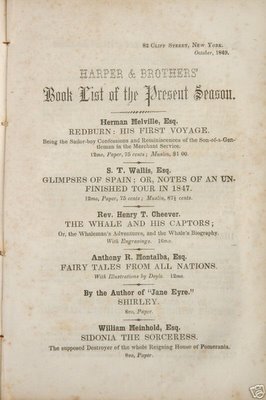 82 Cliff Street, New York.
October, 1849.
HARPER & BROTHERS'
Book List of the Present Season.
Herman Melville, Esq.
REDBURN: HIS FIRST VOYAGE.
Being the Sailor-boy Confessions and Reminiscences of the Son-of-a-Gen-
tleman in the Merchant Service.
12mo, Paper, 75 cents; Muslin, $1 00.
S. T. Wallis, Esq.
GLIMPSES OF SPAIN; OR, NOTES OF AN UN-
FINISHED TOUR IN 1847.
12mo, Paper, 75 cents; Muslin, 87½ cents.
Rev. Henry T. Cheever.
THE WHALE AND HIS CAPTORS;
Or, the Whaleman's Adventures, and the Whale's Biography.
With Engravings. 16mo.
Anthony R. Montalba, Esq.
FAIRY TALES FROM ALL NATIONS.
With Illustrations by Doyle. 12mo.
By the Author of "Jane Eyre."
SHIRLEY.
8vo, Paper.
William Meinhold, Esq.
SIDONIA THE SORCERESS.
The supposed Destroyer of the whole Reigning House of Pomerania.
8vo, Paper.